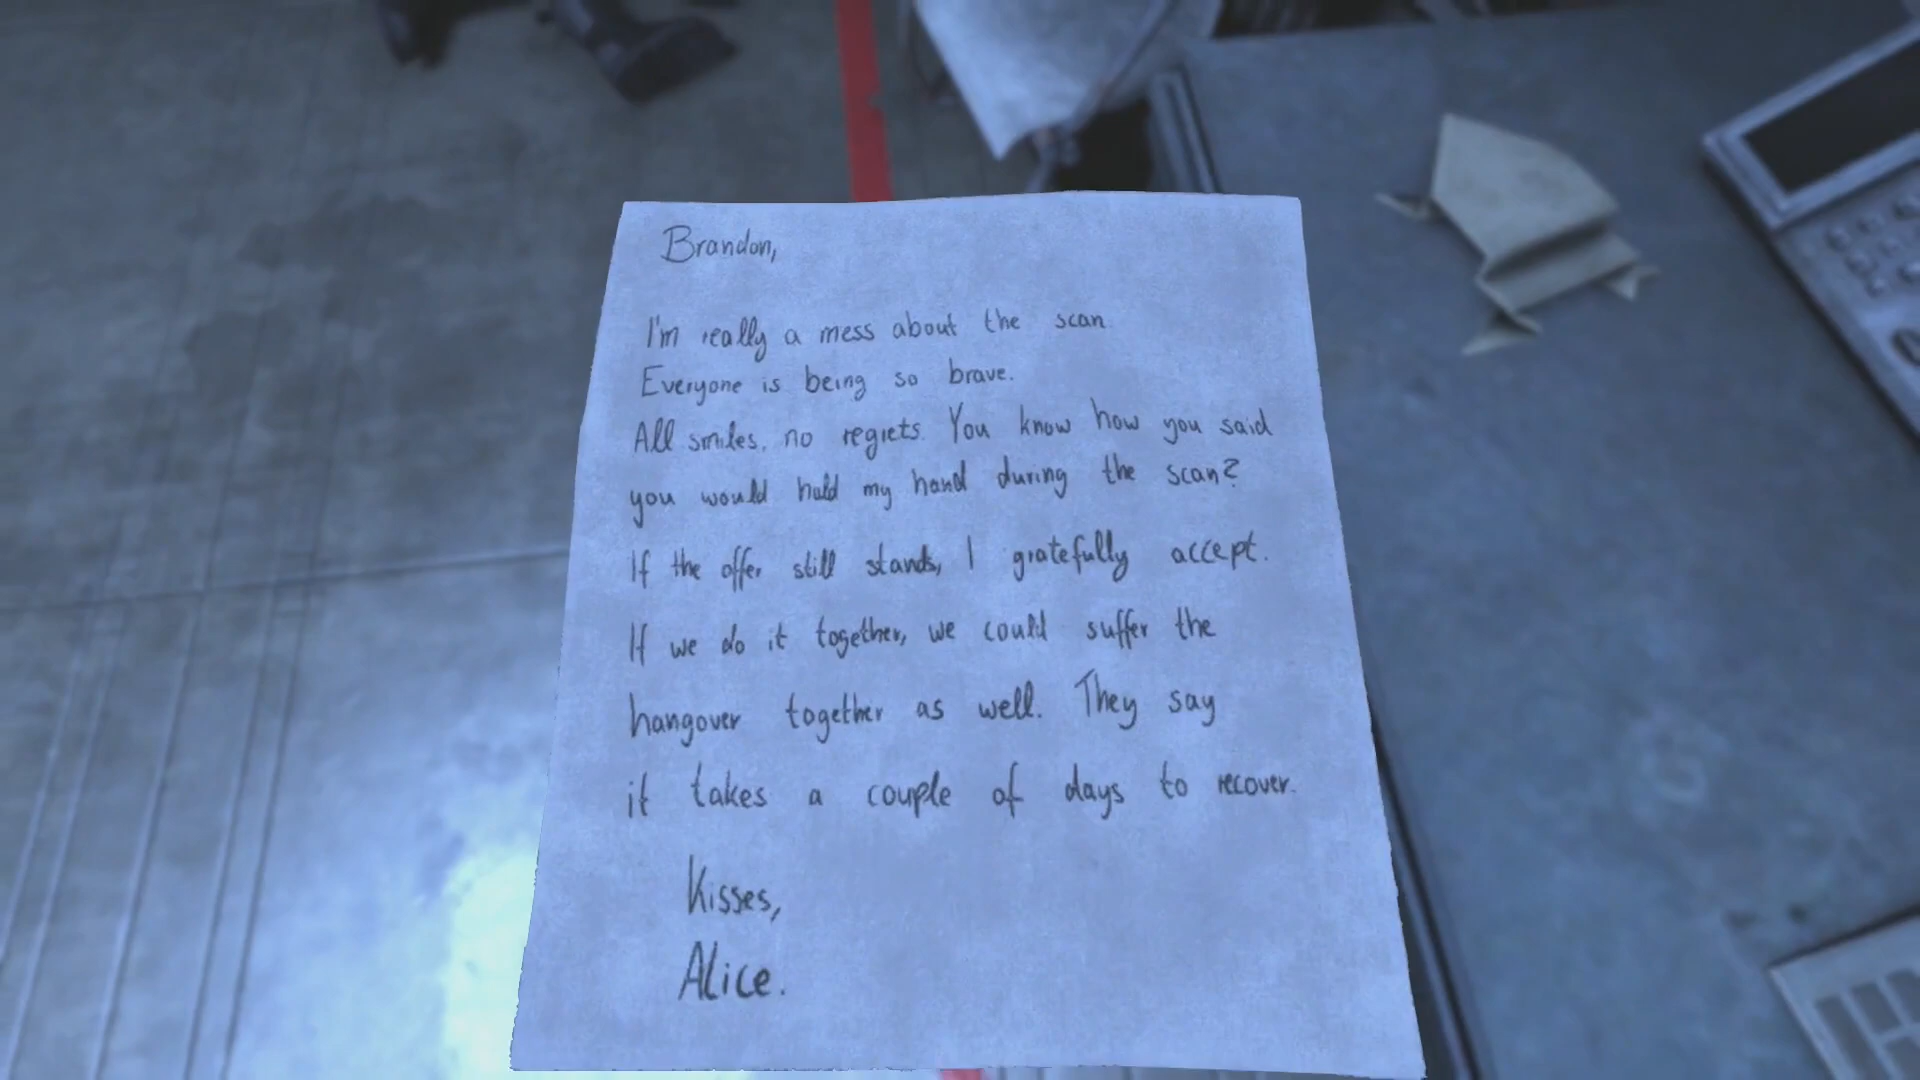 Brandon,
I'm really a mess about the scan.
Everyone is being so brave.
All smiles, no regrets. You know how you said
you would hold my hand during the scan?
If the offer still stands, I gratefully accept.
If we do it together, we could suffer the
hangover together as well. They say
it takes a couple of days to recover.
Kisses,
Alice.